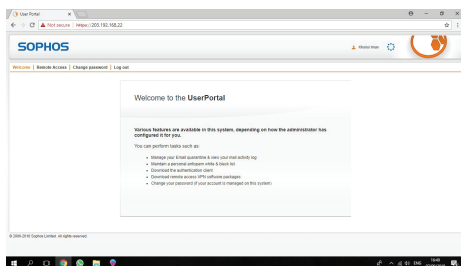 User Portal
Not secure | https://203.192.168.22
SOPHOS
Welcome | Remote Access | Change password | Log out
Welcome to the UserPortal
Various features are available in this system, depending on how the administrator has
configured it for you.
You can perform tasks such as:
Manage your Email quarantine & view your mail activity log
Maintain a personal antispam white & black list
Download the authentication client
Download remote access VPN software packages
Change your password (if your account is managed on this system)
© 2000-2016 Sophos Limited. All rights reserved.
ENG